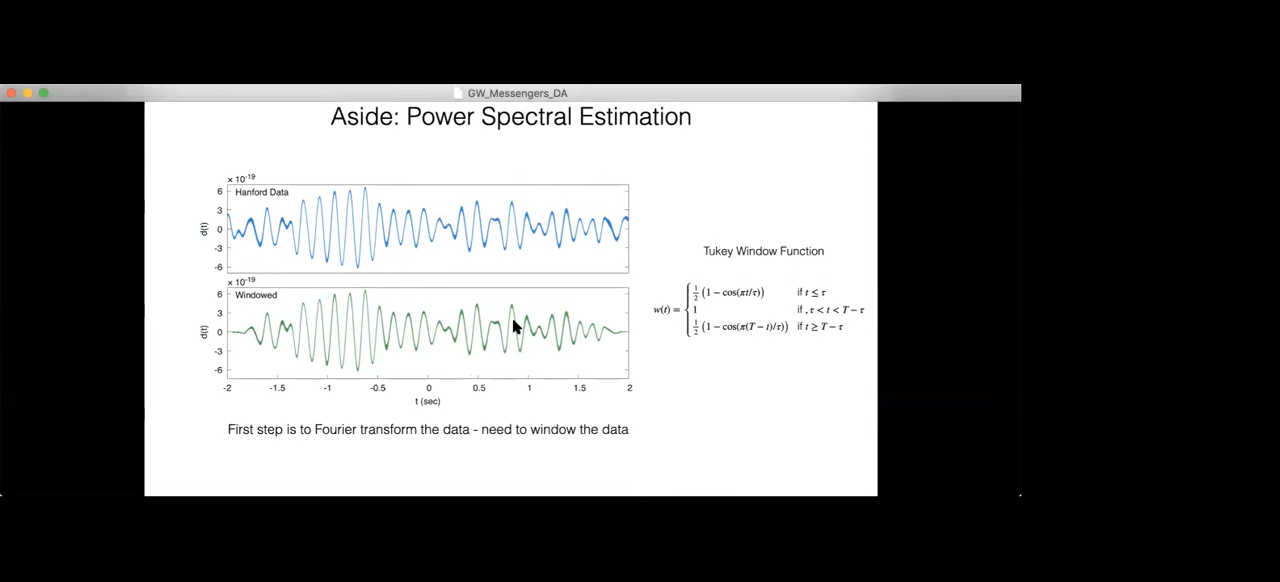 GW_Messengers_DA
Aside: Power Spectral Estimation
× 10⁻¹⁹
Hanford Data
6
3
0
-3
-6
d(t)
× 10⁻¹⁹
Windowed
6
3
0
-3
-6
d(t)
-2 -1.5 -1 -0.5 0 0.5 1 1.5 2
t (sec)
Tukey Window Function
½ (1 − cos(πt/τ)) if t ≤ τ
w(t) = { 1 if , τ < t < T − τ
½ (1 − cos(π(T − t)/τ)) if t ≥ T − τ
First step is to Fourier transform the data - need to window the data